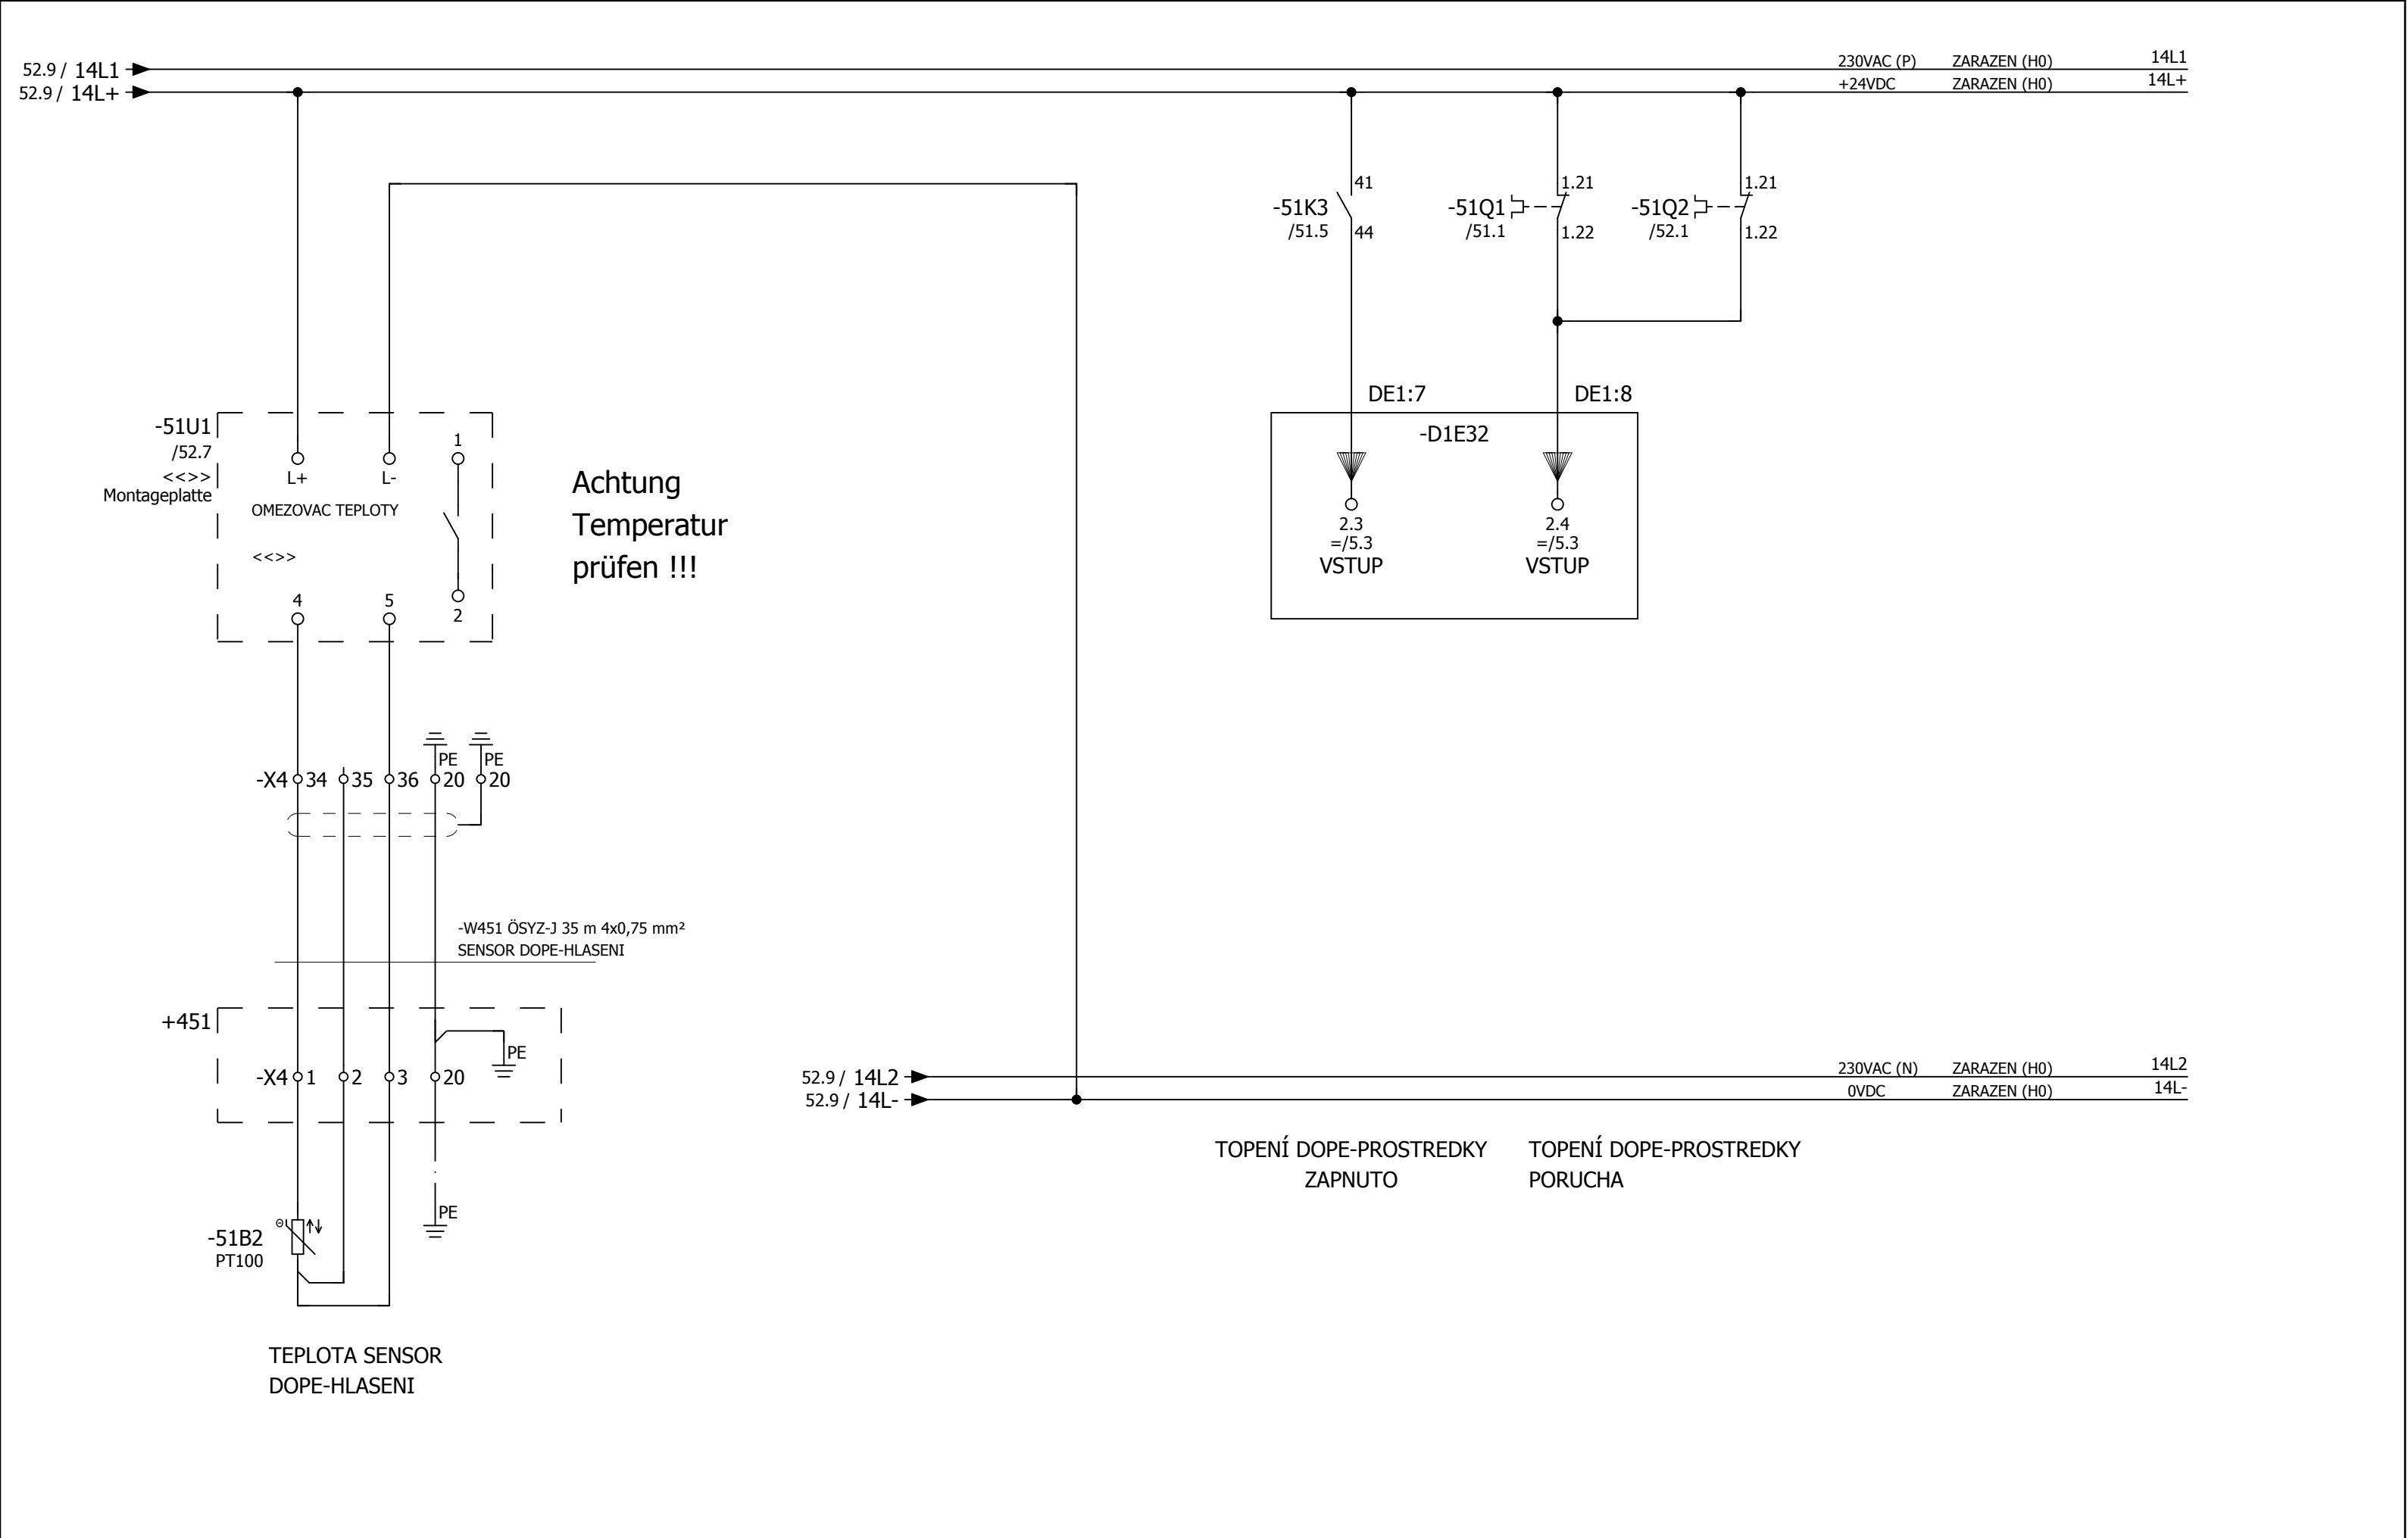 52.9 / 14L1
52.9 / 14L+
230VAC (P) ZARAZEN (H0) 14L1
+24VDC ZARAZEN (H0) 14L+
-51K3
/51.5
41
44
-51Q1
/51.1
1.21
1.22
-51Q2
/52.1
1.21
1.22
DE1:7
DE1:8
-D1E32
2.3
=/5.3
VSTUP
2.4
=/5.3
VSTUP
-51U1
/52.7
<<>>
Montageplatte
L+
L-
1
OMEZOVAC TEPLOTY
<<>>
4
5
2
Achtung
Temperatur
prüfen !!!
PE
PE
-X4 34 35 36 20 20
-W451 ÖSYZ-J 35 m 4x0,75 mm²
SENSOR DOPE-HLASENI
+451
PE
-X4 1 2 3 20
52.9 / 14L2
52.9 / 14L-
230VAC (N) ZARAZEN (H0) 14L2
0VDC ZARAZEN (H0) 14L-
TOPENÍ DOPE-PROSTREDKY
ZAPNUTO
TOPENÍ DOPE-PROSTREDKY
PORUCHA
PE
-51B2
PT100
Θ
TEPLOTA SENSOR
DOPE-HLASENI